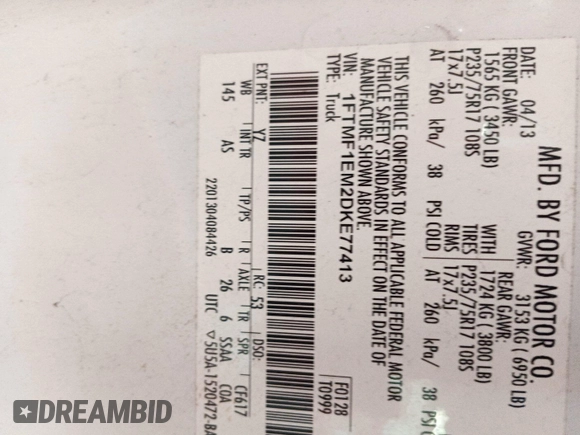 MFD. BY FORD MOTOR CO.
DATE: 04/13 GVWR: 3153 KG ( 6950 LB)
FRONT GAWR: REAR GAWR:
1565 KG ( 3450 LB) WITH 1724 KG ( 3800 LB)
P235/75R17 108S TIRES P235/75R17 108S
17x7.5J RIMS 17x7.5J
AT 260 kPa/ 38 PSI COLD AT 260 kPa/ 38 PSI
THIS VEHICLE CONFORMS TO ALL APPLICABLE FEDERAL MOTOR
VEHICLE SAFETY STANDARDS IN EFFECT ON THE DATE OF
MANUFACTURE SHOWN ABOVE.
VIN: 1FTMF1EM2DKE77413
TYPE: Truck
F0128
T0999
EXT PNT: YZ RC: 53 DSO:
WB INT TR TP/PS R AXLE TR SPR CF617
145 AS B 26 6 SSAA COA
2201304084426 UTC ▽5U5A-1520472-BA
DREAMBID